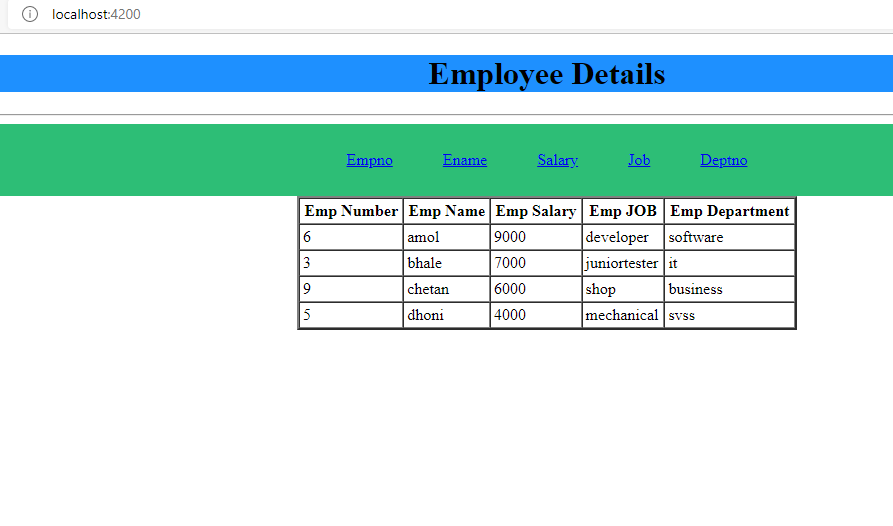 localhost:4200
Employee Details
Empno Ename Salary Job Deptno
Emp Number Emp Name Emp Salary Emp JOB Emp Department
6 amol 9000 developer software
3 bhale 7000 juniortester it
9 chetan 6000 shop business
5 dhoni 4000 mechanical svss